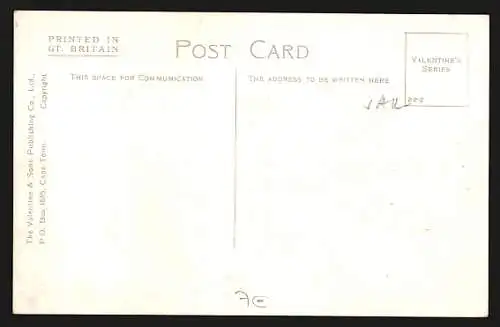 PRINTED IN
GT. BRITAIN
POST CARD
VALENTINE'S
SERIES
THIS SPACE FOR COMMUNICATION
THE ADDRESS TO BE WRITTEN HERE
The Valentine & Sons Publishing Co., Ltd.,
P. O. Box 1685, Cape Town. Copyright.